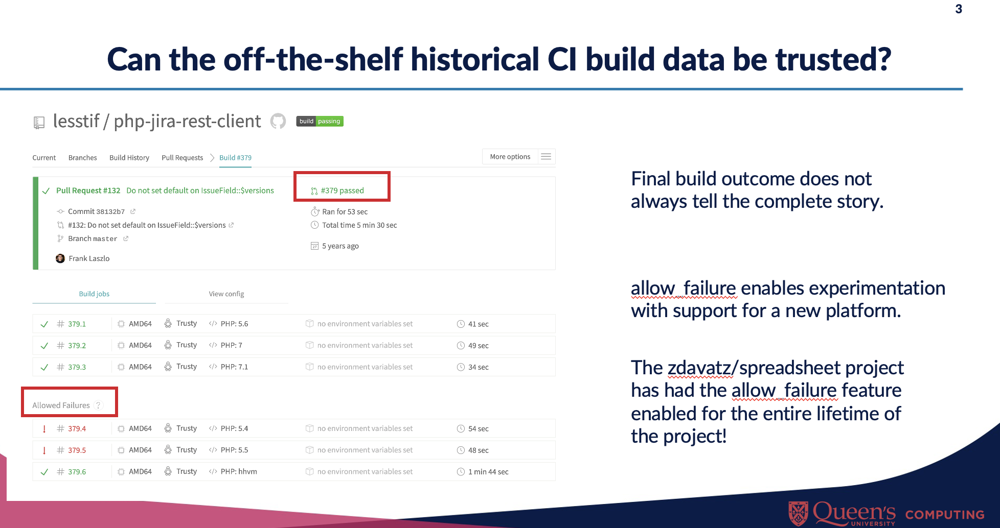 3
Can the off-the-shelf historical CI build data be trusted?
lesstif / php-jira-rest-client
build passing
Current Branches Build History Pull Requests Build #379
More options
Pull Request #132 Do not set default on IssueField::$versions
#379 passed
Commit 38132b7
Ran for 53 sec
#132: Do not set default on IssueField::$versions
Total time 5 min 30 sec
Branch master
27
5 years ago
Frank Laszlo
Build jobs View config
# 379.1 AMD64 Trusty </> PHP: 5.6 no environment variables set 41 sec
# 379.2 AMD64 Trusty </> PHP: 7 no environment variables set 49 sec
# 379.3 AMD64 Trusty </> PHP: 7.1 no environment variables set 34 sec
Allowed Failures ?
! # 379.4 AMD64 Trusty </> PHP: 5.4 no environment variables set 54 sec
! # 379.5 AMD64 Trusty </> PHP: 5.5 no environment variables set 48 sec
# 379.6 AMD64 Trusty </> PHP: hhvm no environment variables set 1 min 44 sec
Final build outcome does not
always tell the complete story.
allow_failure enables experimentation
with support for a new platform.
The zdavatz/spreadsheet project
has had the allow_failure feature
enabled for the entire lifetime of
the project!
Queen's
UNIVERSITY
COMPUTING